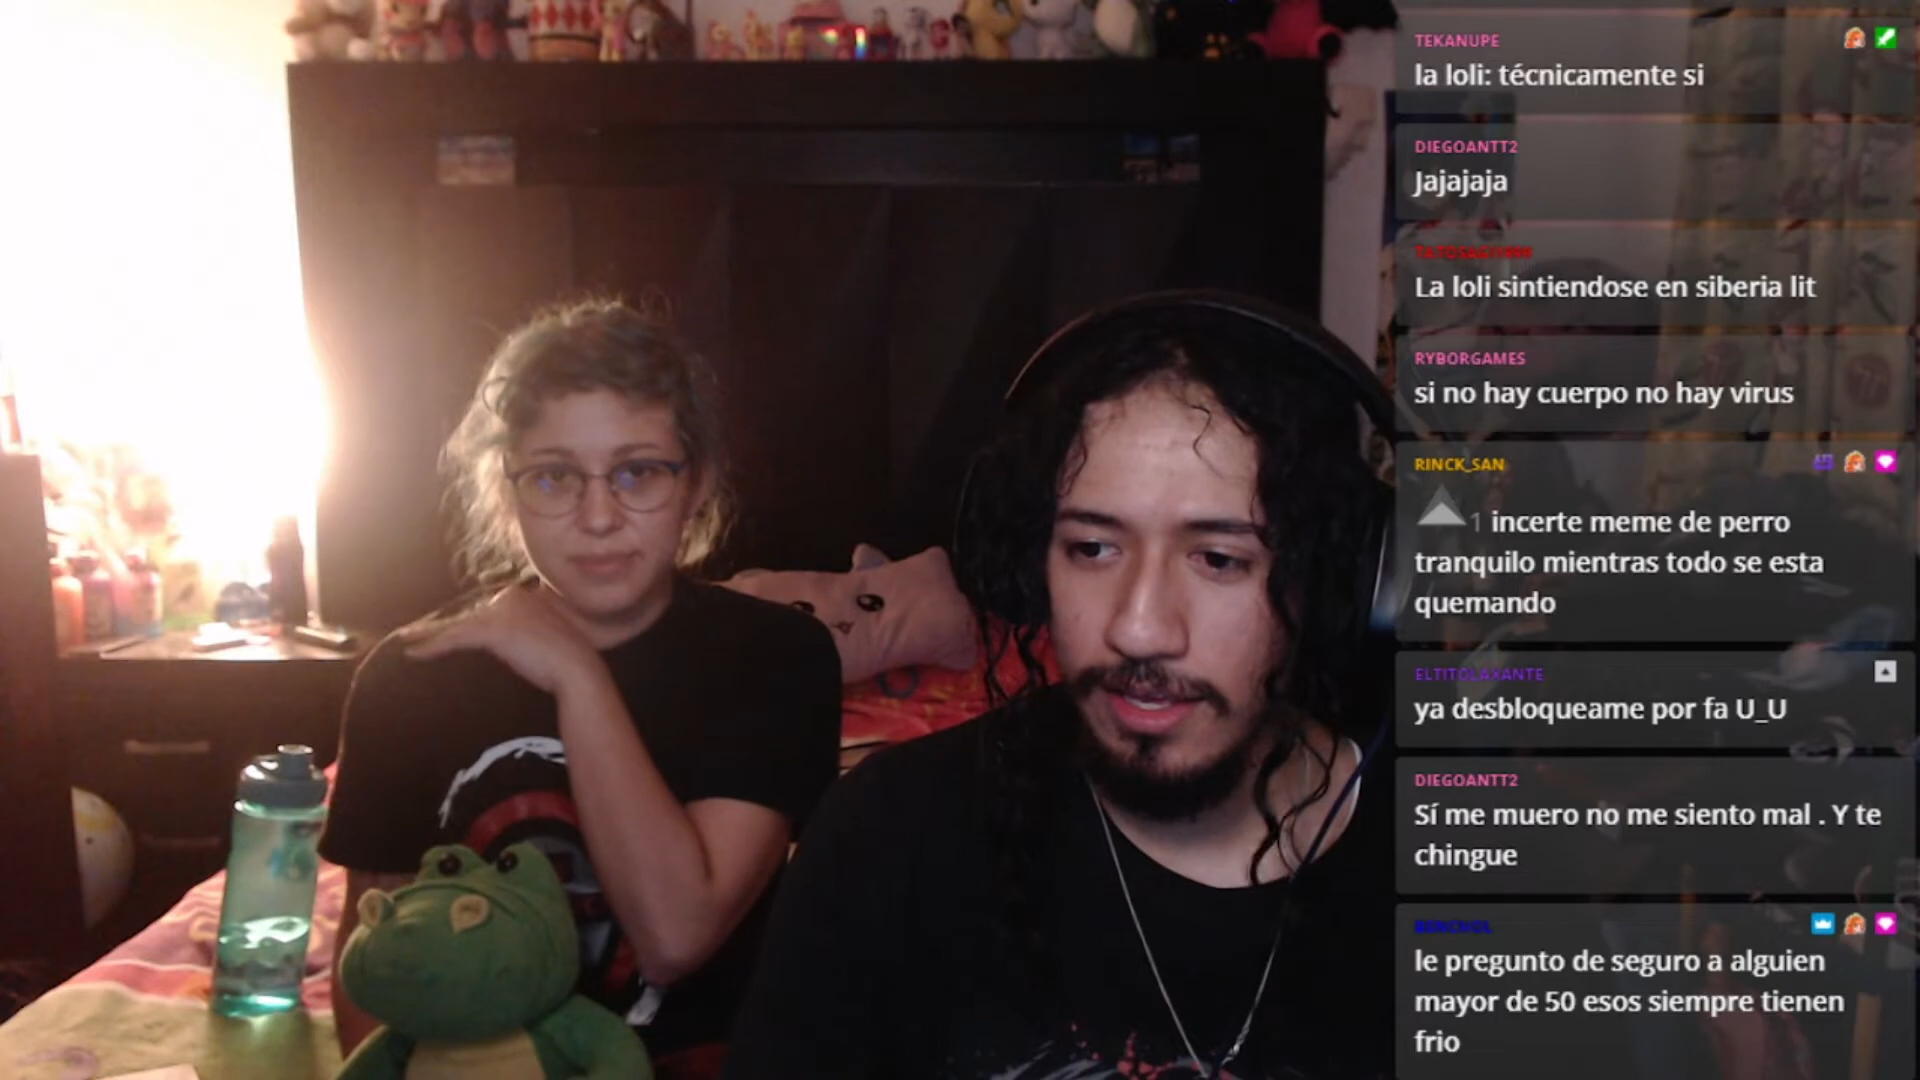 TEKANUPE
la loli: técnicamente si
DIEGOANTT2
Jajajaja
La loli sintiendose en siberia lit
RYBORGAMES
si no hay cuerpo no hay virus
RINCK_SAN
1 incerte meme de perro
tranquilo mientras todo se esta
quemando
ELTITOLAXANTE
ya desbloqueame por fa U_U
DIEGOANTT2
Sí me muero no me siento mal . Y te
chingue
le pregunto de seguro a alguien
mayor de 50 esos siempre tienen
frio